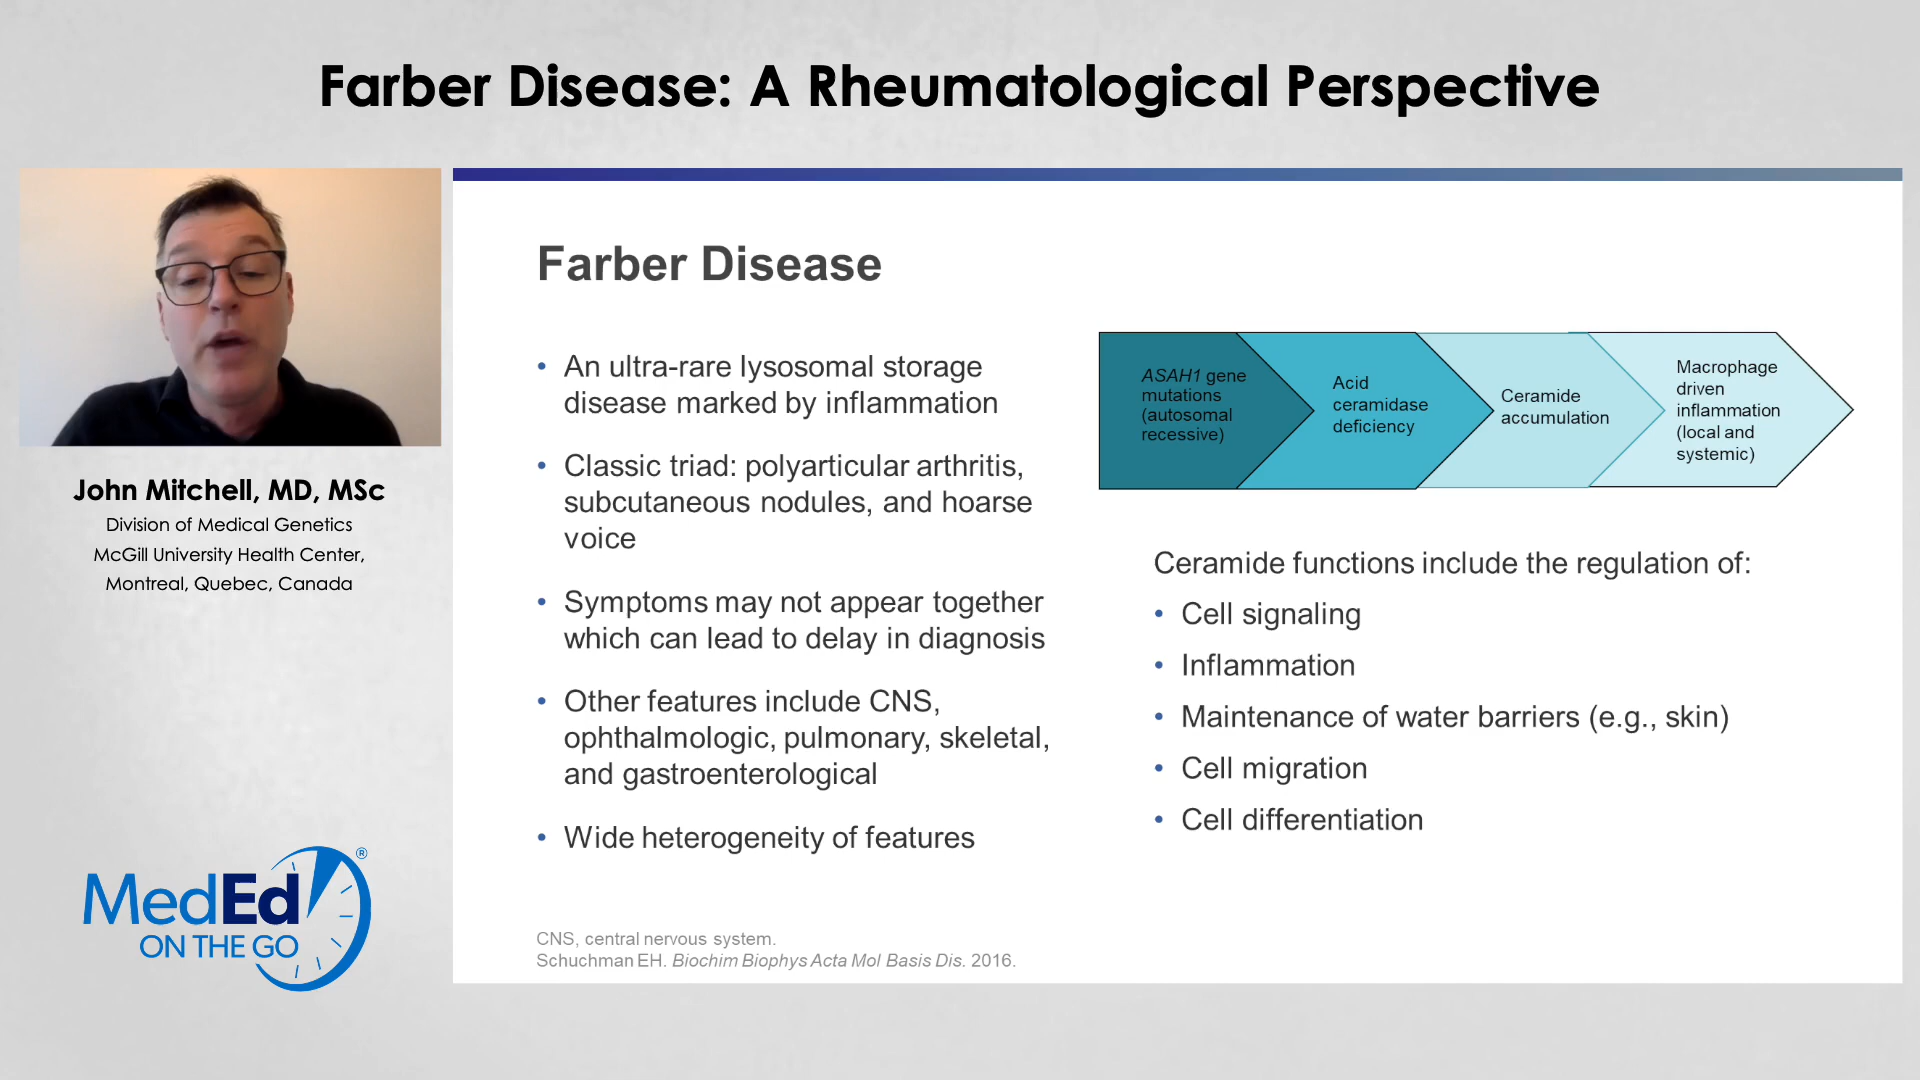 Farber Disease: A Rheumatological Perspective
John Mitchell, MD, MSc
Division of Medical Genetics
McGill University Health Center,
Montreal, Quebec, Canada
MedEd®
ON THE GO
Farber Disease
• An ultra-rare lysosomal storage
disease marked by inflammation
• Classic triad: polyarticular arthritis,
subcutaneous nodules, and hoarse
voice
• Symptoms may not appear together
which can lead to delay in diagnosis
• Other features include CNS,
ophthalmologic, pulmonary, skeletal,
and gastroenterological
• Wide heterogeneity of features
ASAH1 gene
mutations
(autosomal
recessive)
Acid
ceramidase
deficiency
Ceramide
accumulation
Macrophage
driven
inflammation
(local and
systemic)
Ceramide functions include the regulation of:
• Cell signaling
• Inflammation
• Maintenance of water barriers (e.g., skin)
• Cell migration
• Cell differentiation
CNS, central nervous system.
Schuchman EH. Biochim Biophys Acta Mol Basis Dis. 2016.